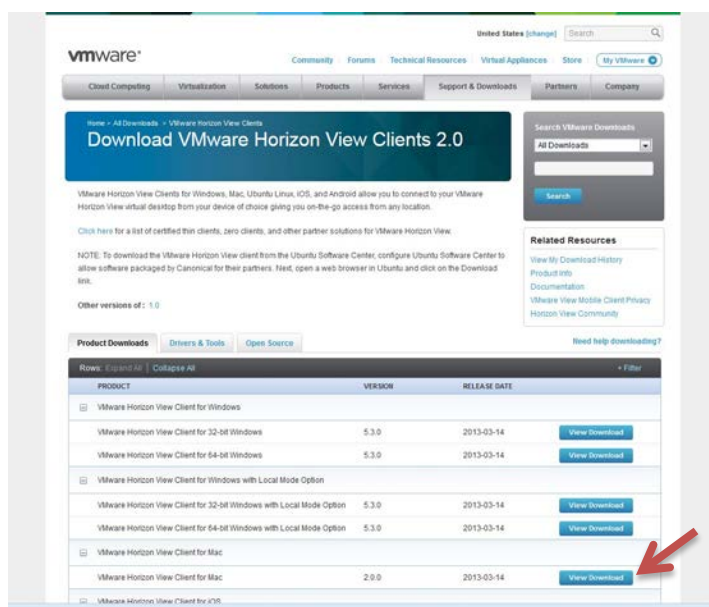 United States [change] Search
vmware®
Community Forums Technical Resources Virtual Appliances Store My VMware
Cloud Computing Virtualization Solutions Products Services Support & Downloads Partners Company
Home > All Downloads > VMware Horizon View Clients
Download VMware Horizon View Clients 2.0
Search VMware Downloads
All Downloads
Search
VMware Horizon View Clients for Windows, Mac, Ubuntu Linux, iOS, and Android allow you to connect to your VMware
Horizon View virtual desktop from your device of choice giving you on-the-go access from any location.
Click here for a list of certified thin clients, zero clients, and other partner solutions for VMware Horizon View.
NOTE: To download the VMware Horizon View client from the Ubuntu Software Center, configure Ubuntu Software Center to
allow software packaged by Canonical for their partners. Next, open a web browser in Ubuntu and click on the Download
link.
Other versions of : 1.0
Related Resources
View My Download History
Product Info
Documentation
VMware View Mobile Client Privacy
Horizon View Community
Product Downloads Drivers & Tools Open Source Need help downloading?
Rows: Expand All | Collapse All + Filter
PRODUCT VERSION RELEASE DATE
VMware Horizon View Client for Windows
VMware Horizon View Client for 32-bit Windows 5.3.0 2013-03-14 View Download
VMware Horizon View Client for 64-bit Windows 5.3.0 2013-03-14 View Download
VMware Horizon View Client for Windows with Local Mode Option
VMware Horizon View Client for 32-bit Windows with Local Mode Option 5.3.0 2013-03-14 View Download
VMware Horizon View Client for 64-bit Windows with Local Mode Option 5.3.0 2013-03-14 View Download
VMware Horizon View Client for Mac
VMware Horizon View Client for Mac 2.0.0 2013-03-14 View Download
VMware Horizon View Client for iOS